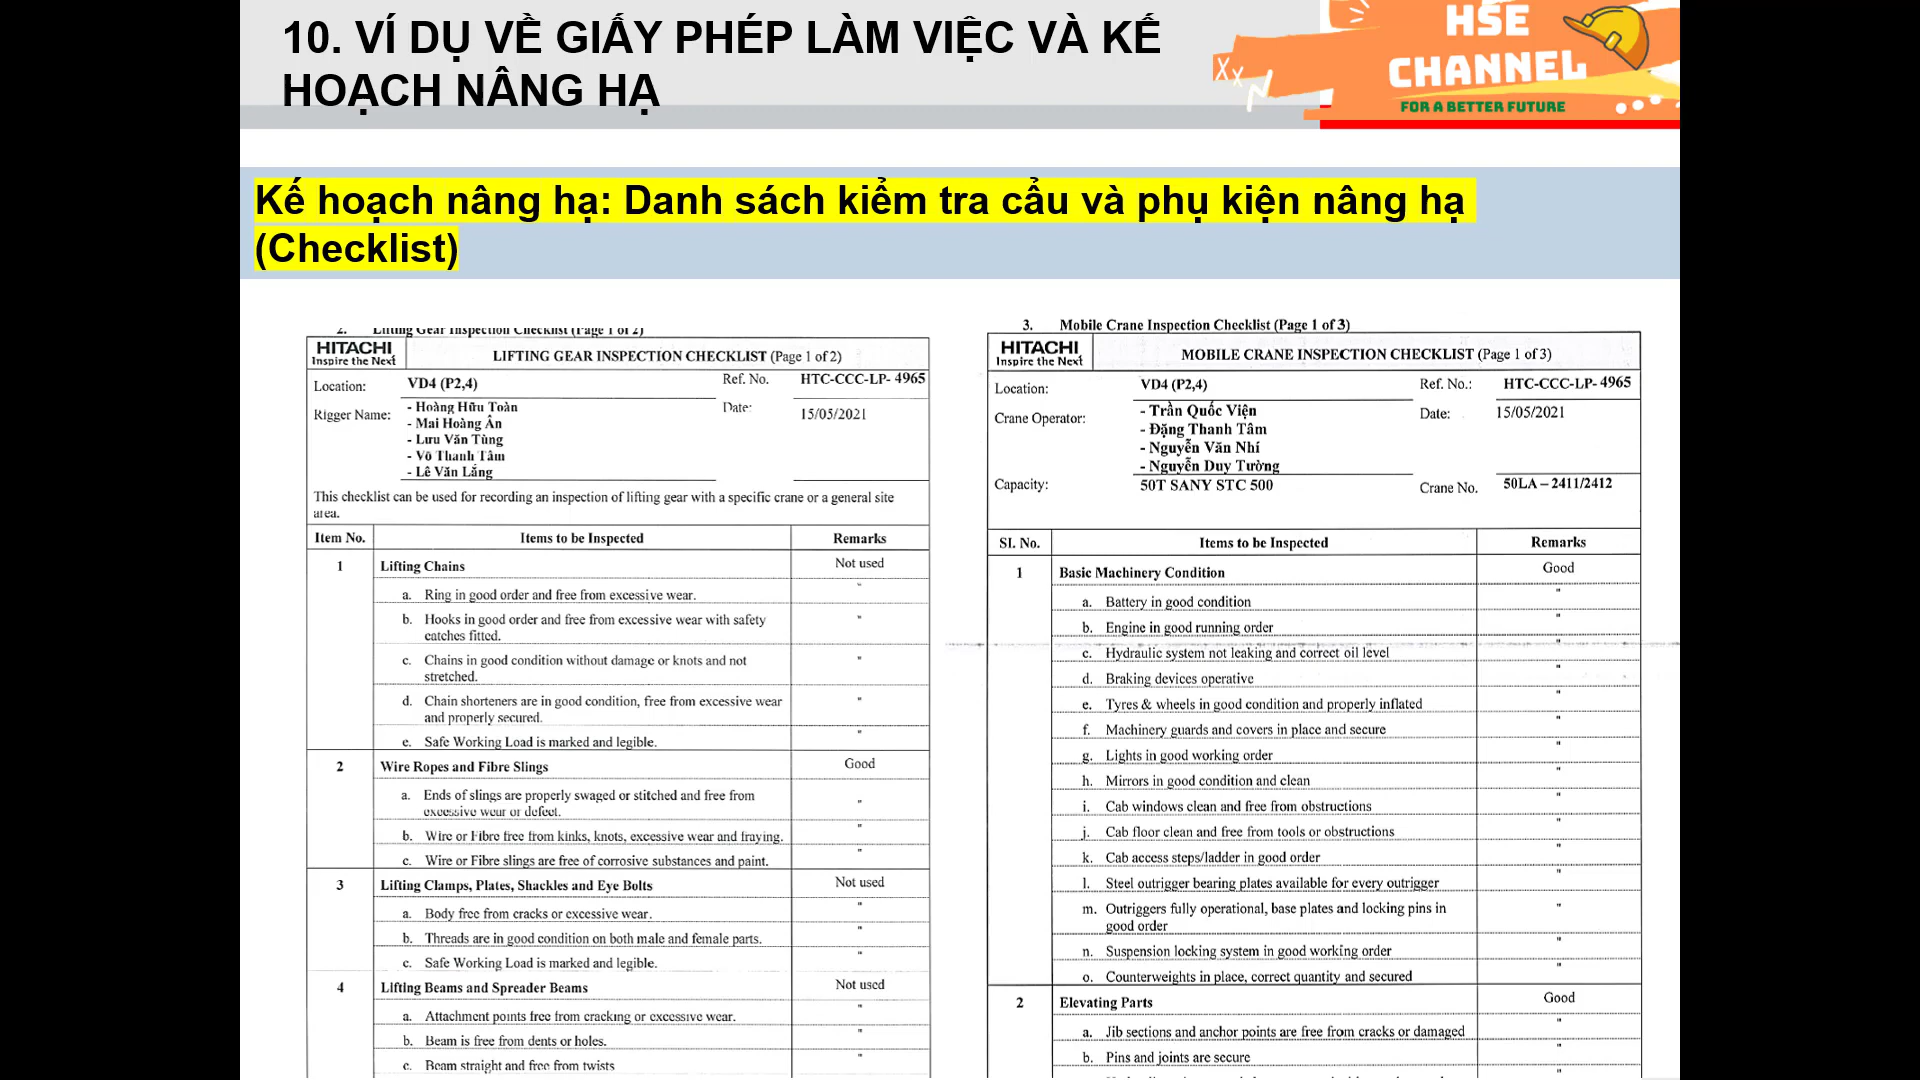 10. VÍ DỤ VỀ GIẤY PHÉP LÀM VIỆC VÀ KẾ
HOẠCH NÂNG HẠ
HSE
CHANNEL
FOR A BETTER FUTURE
Kế hoạch nâng hạ: Danh sách kiểm tra cẩu và phụ kiện nâng hạ
(Checklist)
2. Lifting Gear Inspection Checklist (Page 1 of 2)
HITACHI
Inspire the Next
LIFTING GEAR INSPECTION CHECKLIST (Page 1 of 2)
Location: VD4 (P2,4) Ref. No. HTC-CCC-LP- 4965
Rigger Name: - Hoàng Hữu Toàn Date: 15/05/2021
- Mai Hoàng Ân
- Lưu Văn Tùng
- Võ Thanh Tâm
- Lê Văn Lắng
This checklist can be used for recording an inspection of lifting gear with a specific crane or a general site
area.
Item No. Items to be Inspected Remarks
1 Lifting Chains Not used
a. Ring in good order and free from excessive wear. "
b. Hooks in good order and free from excessive wear with safety "
catches fitted.
c. Chains in good condition without damage or knots and not "
stretched.
d. Chain shorteners are in good condition, free from excessive wear "
and properly secured.
e. Safe Working Load is marked and legible. "
2 Wire Ropes and Fibre Slings Good
a. Ends of slings are properly swaged or stitched and free from "
excessive wear or defect.
b. Wire or Fibre free from kinks, knots, excessive wear and fraying. "
c. Wire or Fibre slings are free of corrosive substances and paint. "
3 Lifting Clamps, Plates, Shackles and Eye Bolts Not used
a. Body free from cracks or excessive wear. "
b. Threads are in good condition on both male and female parts. "
c. Safe Working Load is marked and legible. "
4 Lifting Beams and Spreader Beams Not used
a. Attachment points free from cracking or excessive wear. "
b. Beam is free from dents or holes. "
c. Beam straight and free from twists "
3. Mobile Crane Inspection Checklist (Page 1 of 3)
HITACHI
Inspire the Next
MOBILE CRANE INSPECTION CHECKLIST (Page 1 of 3)
Location: VD4 (P2,4) Ref. No.: HTC-CCC-LP- 4965
Crane Operator: - Trần Quốc Viện Date: 15/05/2021
- Đặng Thanh Tâm
- Nguyễn Văn Nhí
- Nguyễn Duy Tường
Capacity: 50T SANY STC 500 Crane No. 50LA – 2411/2412
SI. No. Items to be Inspected Remarks
1 Basic Machinery Condition Good
a. Battery in good condition "
b. Engine in good running order "
c. Hydraulic system not leaking and correct oil level "
d. Braking devices operative "
e. Tyres & wheels in good condition and properly inflated "
f. Machinery guards and covers in place and secure "
g. Lights in good working order "
h. Mirrors in good condition and clean "
i. Cab windows clean and free from obstructions "
j. Cab floor clean and free from tools or obstructions "
k. Cab access steps/ladder in good order "
l. Steel outrigger bearing plates available for every outrigger "
m. Outriggers fully operational, base plates and locking pins in "
good order
n. Suspension locking system in good working order "
o. Counterweights in place, correct quantity and secured "
2 Elevating Parts Good
a. Jib sections and anchor points are free from cracks or damaged "
b. Pins and joints are secure "